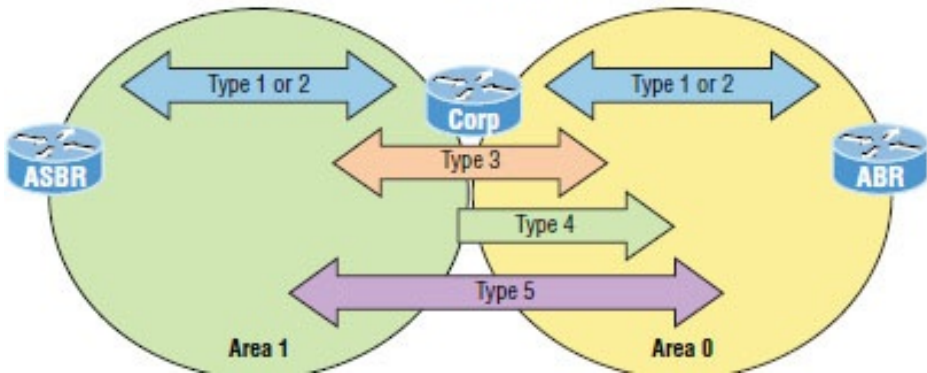 Type 1 or 2
Type 1 or 2
Corp
ASBR
Type 3
ABR
Type 4
Type 5
Area 1
Area 0